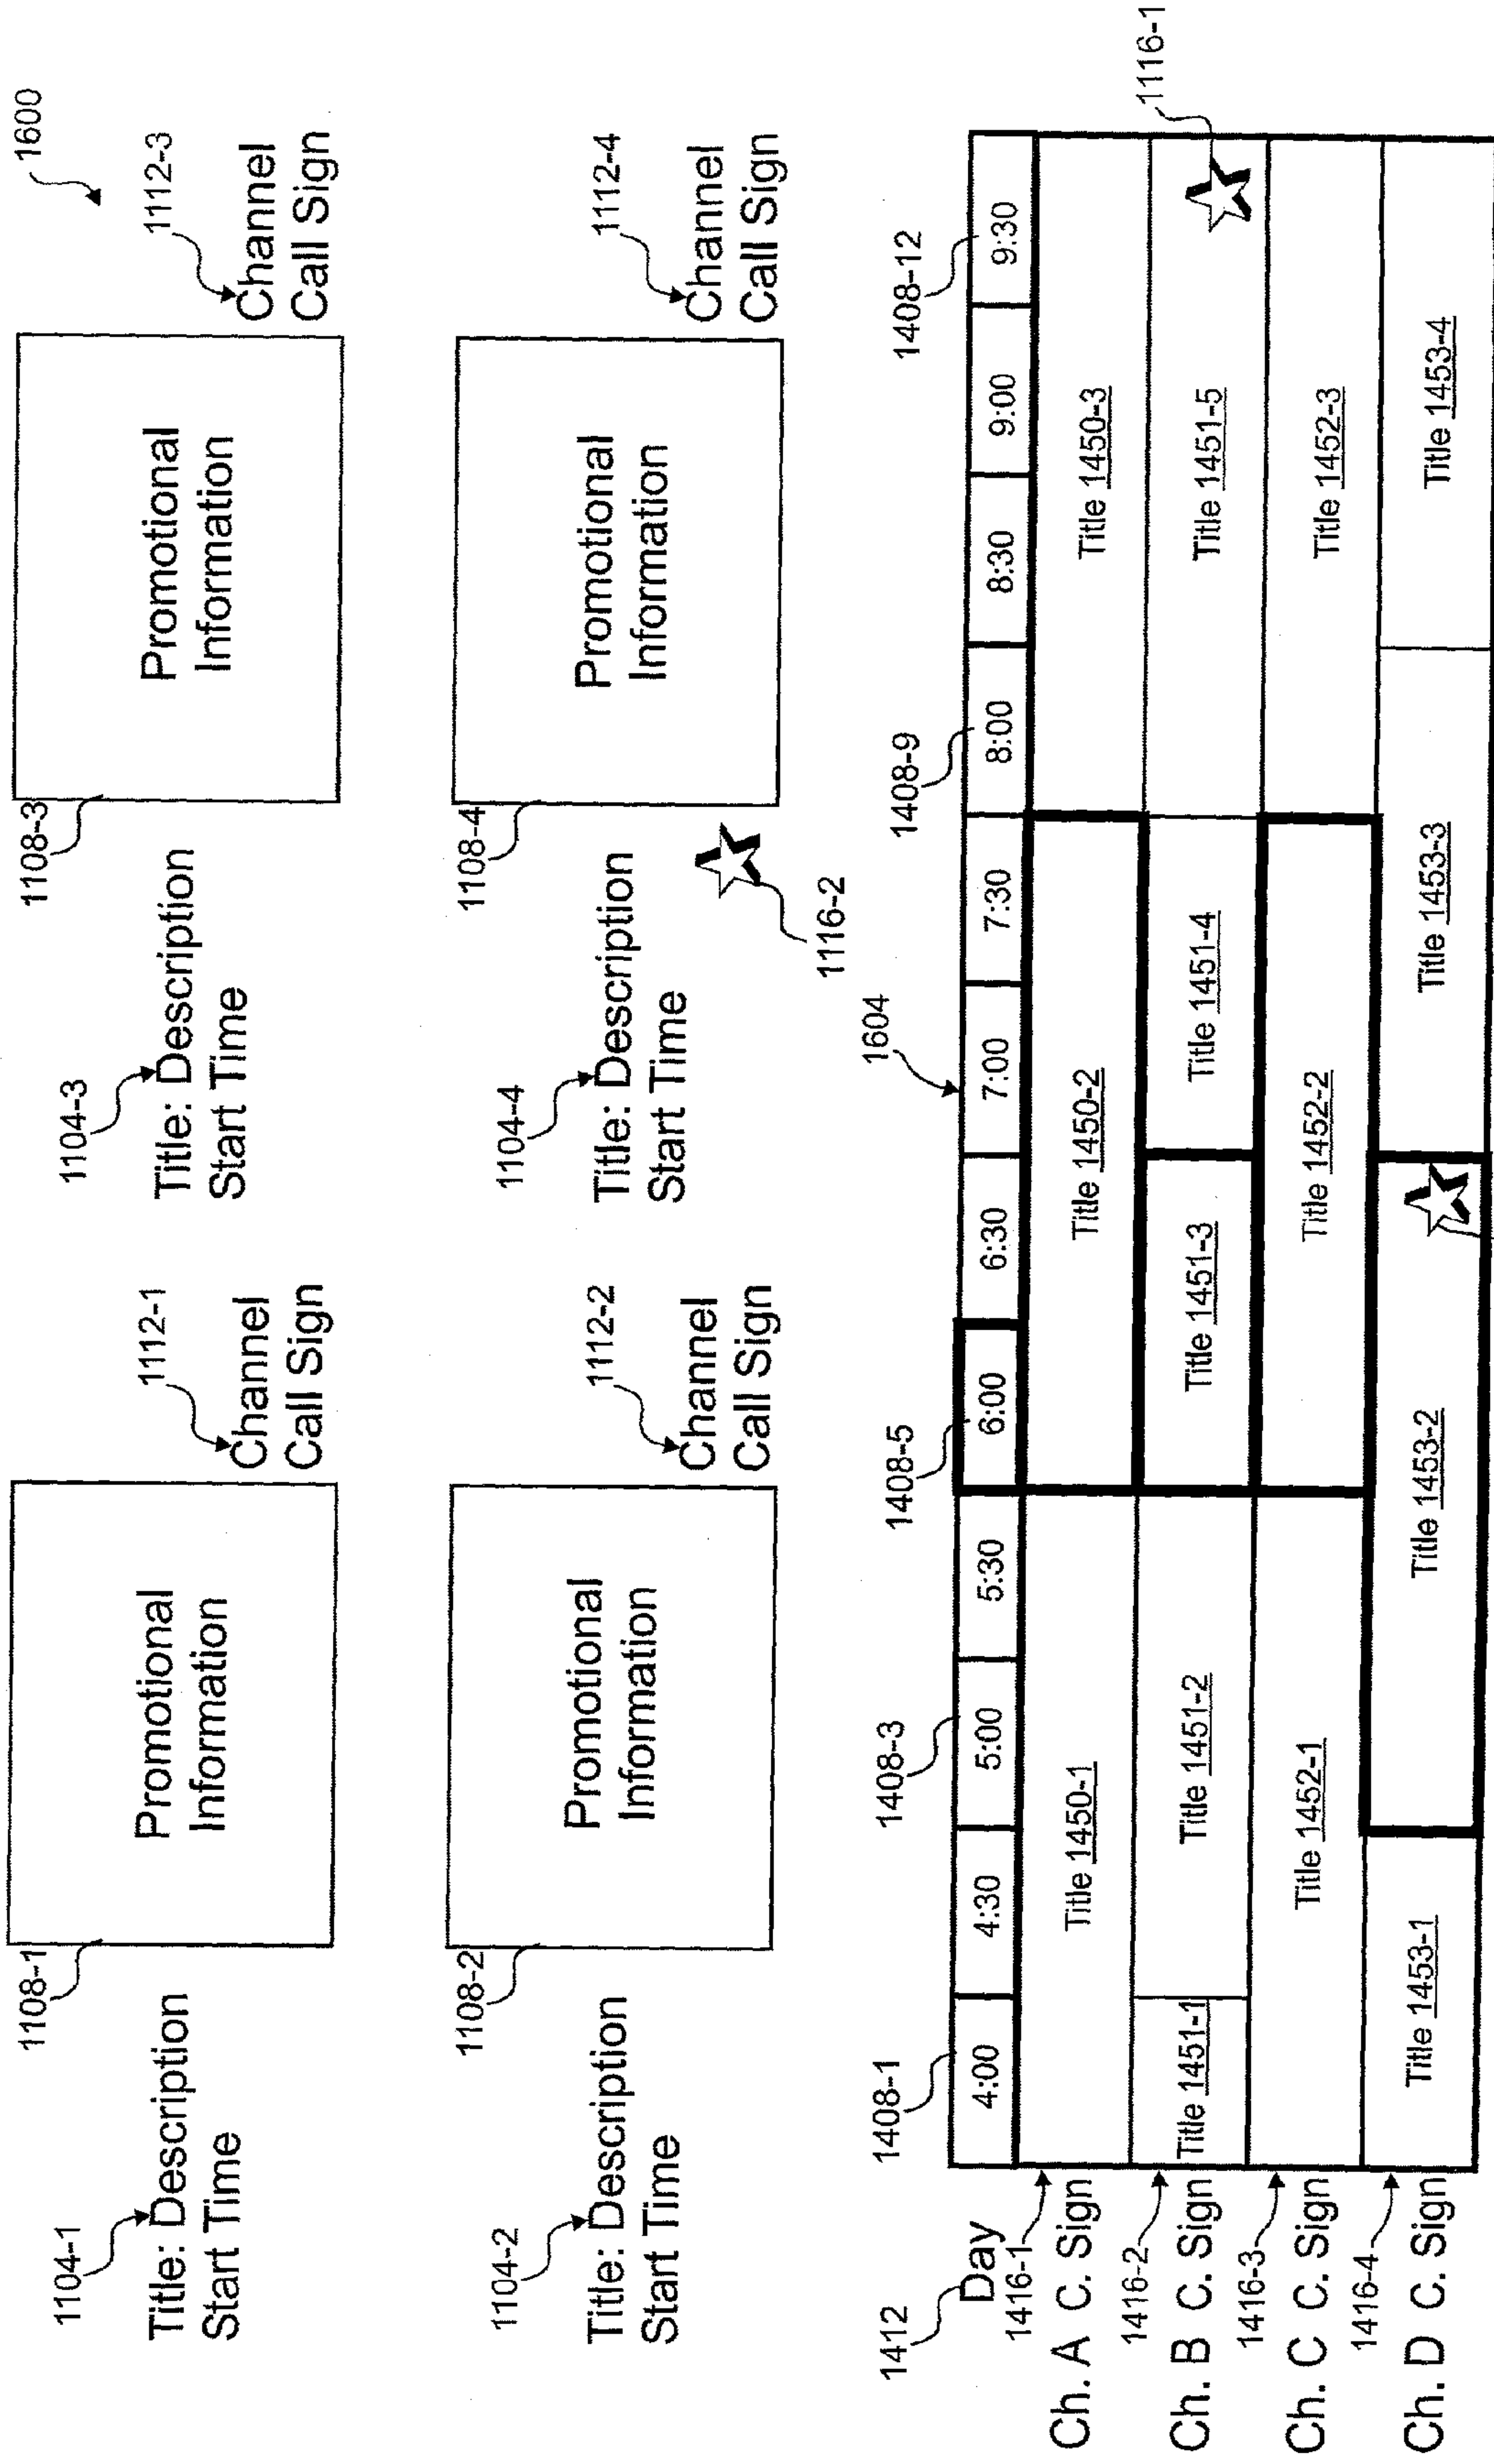 1600
1108-1
1112-1
1108-3
1112-3
1104-1
1104-3
Title: Description
Start Time
Promotional
Information
Channel
Call Sign
Title: Description
Start Time
Promotional
Information
Channel
Call Sign
1108-2
1112-2
1108-4
1112-4
1104-2
1104-4
Title: Description
Start Time
Promotional
Information
Channel
Call Sign
Title: Description
Start Time
Promotional
Information
Channel
Call Sign
1116-2
1604
1412
1408-1
1408-3
1408-5
1408-9
1408-12
Day
4:00
4:30
5:00
5:30
6:00
6:30
7:00
7:30
8:00
8:30
9:00
9:30
1416-1
Ch. A C. Sign
Title 1450-1
Title 1450-2
Title 1450-3
1416-2
Ch. B C. Sign
Title 1451-1
Title 1451-2
Title 1451-3
Title 1451-4
Title 1451-5
1116-1
1416-3
Ch. C C. Sign
Title 1452-1
Title 1452-2
Title 1452-3
1416-4
Ch. D C. Sign
Title 1453-1
Title 1453-2
Title 1453-3
Title 1453-4